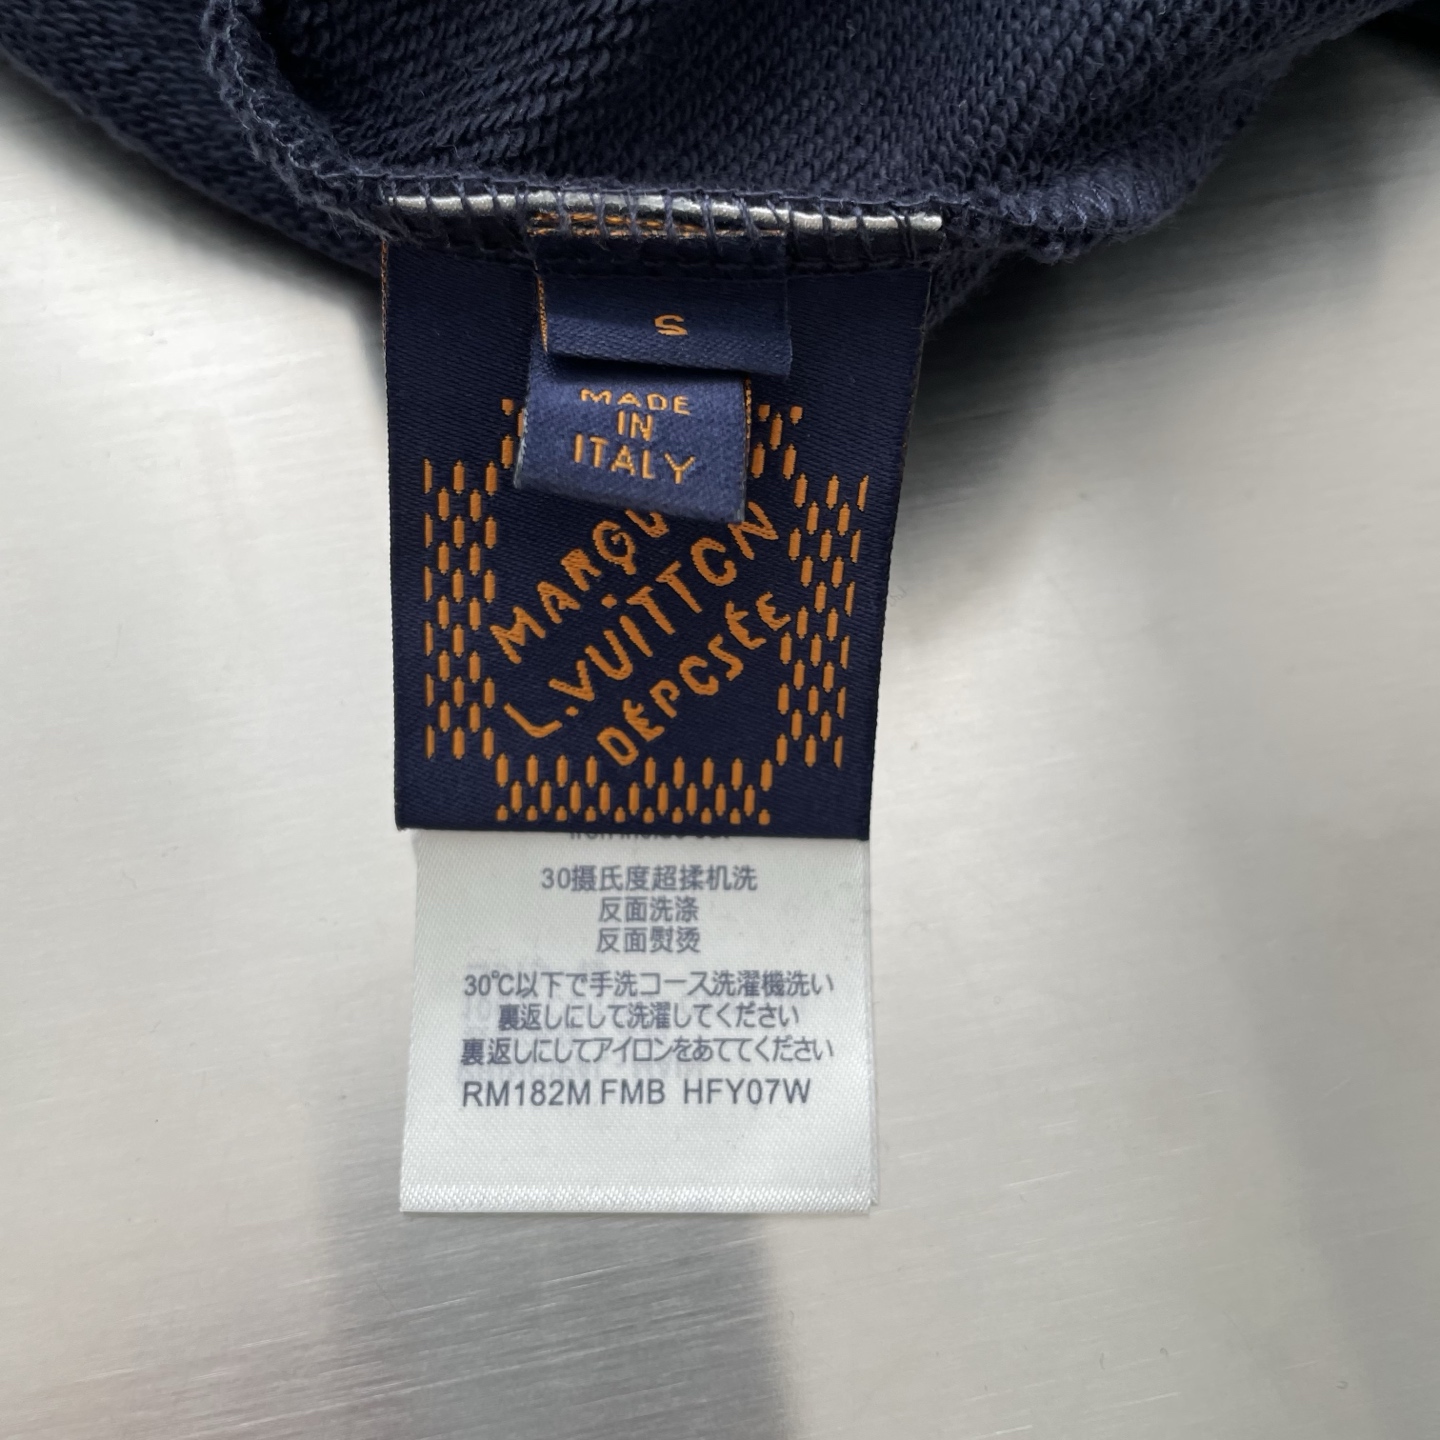 S
MADE
IN
ITALY
MARQU
L.VUITTON
DÉPOSÉE
30摄氏度超揉机洗
反面洗涤
反面熨烫
30℃以下で手洗コース洗濯機洗い
裏返しにして洗濯してください
裏返しにしてアイロンをあててください
RM182M FMB HFY07W